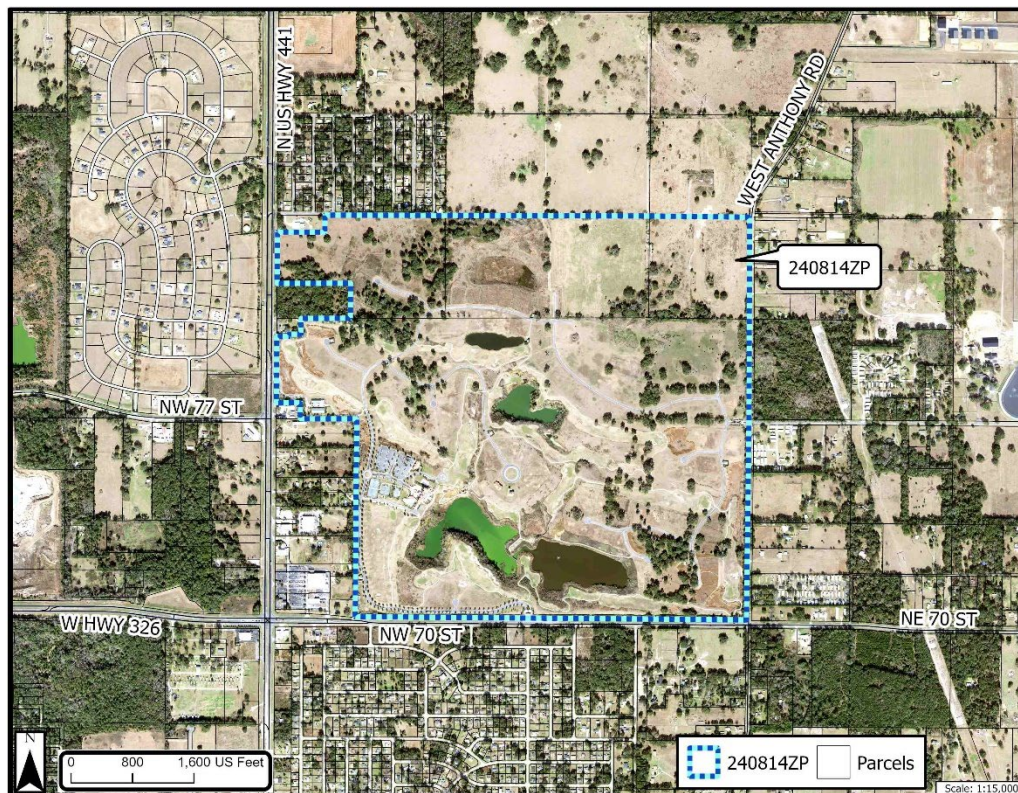 N US HWY 441
WEST ANTHONY RD
240814ZP
NW 77 ST
W HWY 326
NW 70 ST
NE 70 ST
N
0 800 1,600 US Feet
240814ZP
Parcels
Scale: 1:15,000